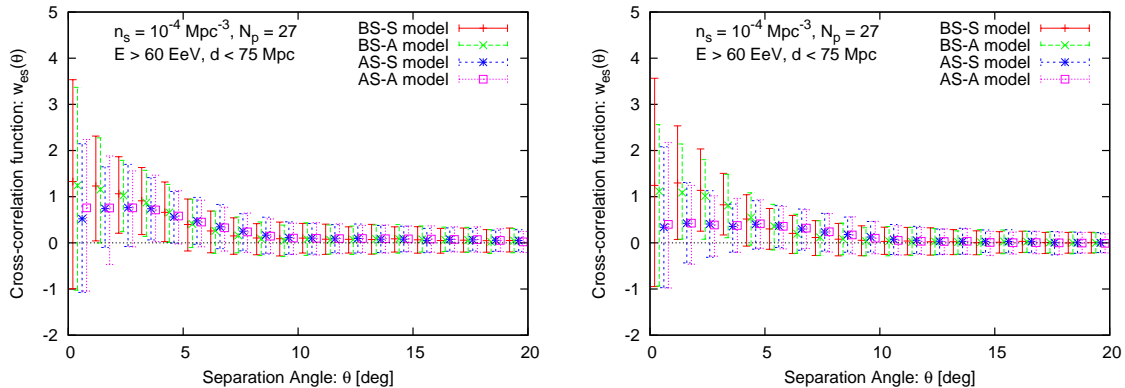 n_s = 10^-4 Mpc^-3, N_p = 27
E > 60 EeV, d < 75 Mpc
BS-S model
BS-A model
AS-S model
AS-A model
5
4
3
2
1
0
-1
-2
Cross-correlation function: w_es(θ)
0 5 10 15 20
Separation Angle: θ [deg]
n_s = 10^-4 Mpc^-3, N_p = 27
E > 60 EeV, d < 75 Mpc
BS-S model
BS-A model
AS-S model
AS-A model
5
4
3
2
1
0
-1
-2
Cross-correlation function: w_es(θ)
0 5 10 15 20
Separation Angle: θ [deg]